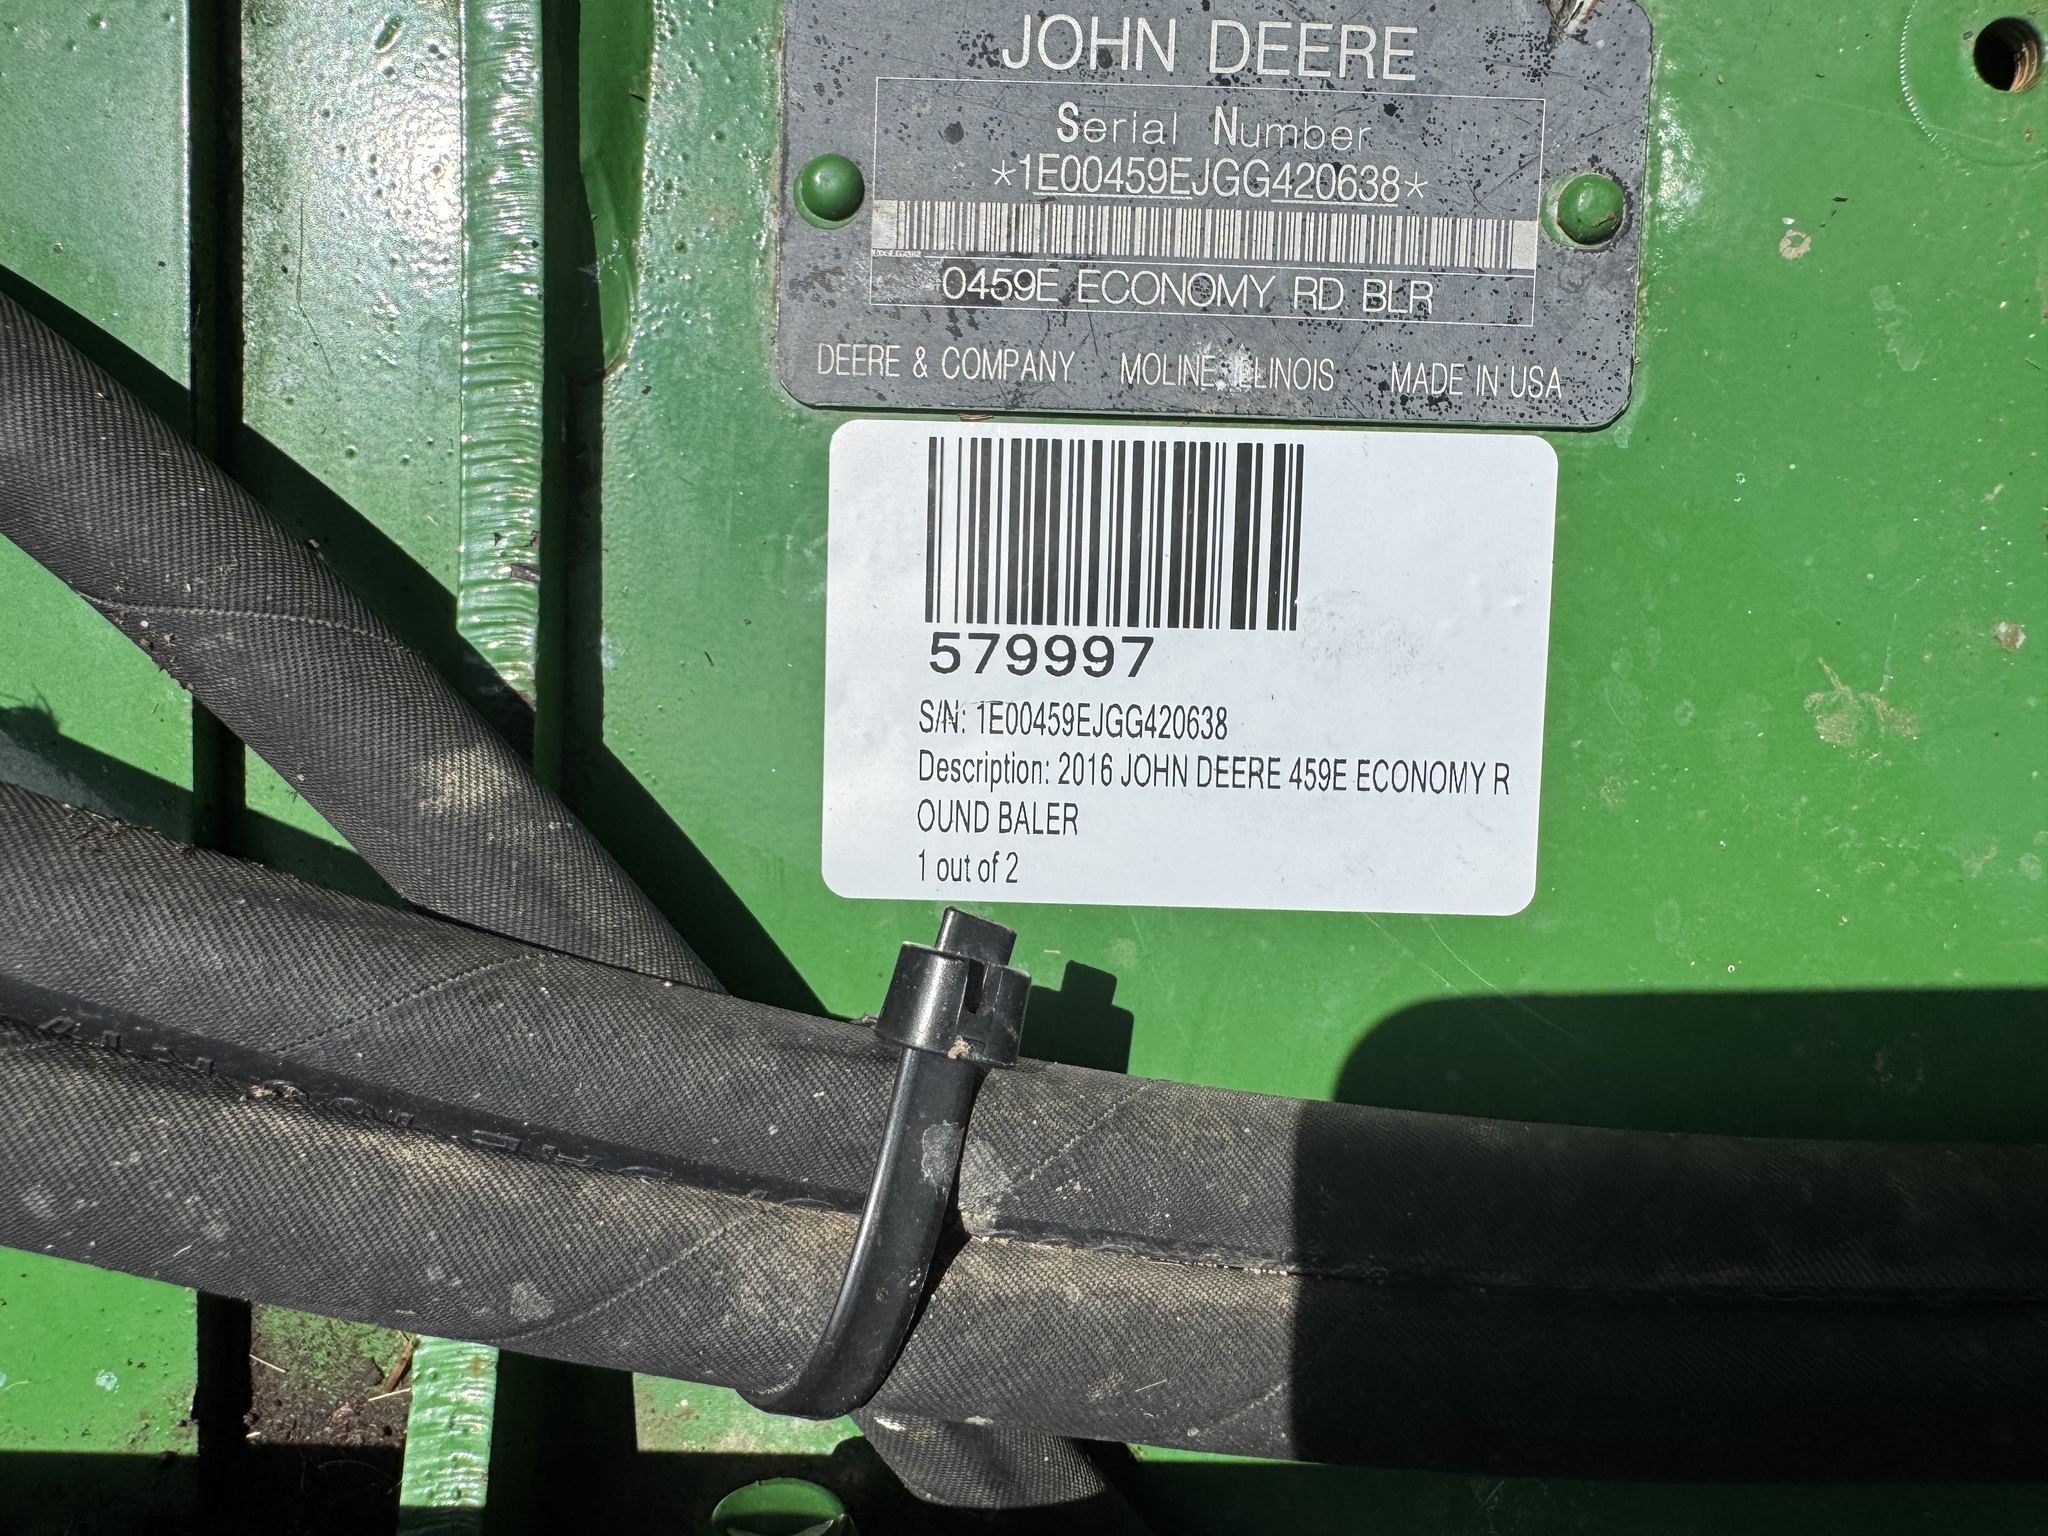 JOHN DEERE
Serial Number
*1E00459EJGG420638*
0459E ECONOMY RD BLR
DEERE & COMPANY MOLINE, ILLINOIS MADE IN USA
579997
S/N: 1E00459EJGG420638
Description: 2016 JOHN DEERE 459E ECONOMY R
OUND BALER
1 out of 2